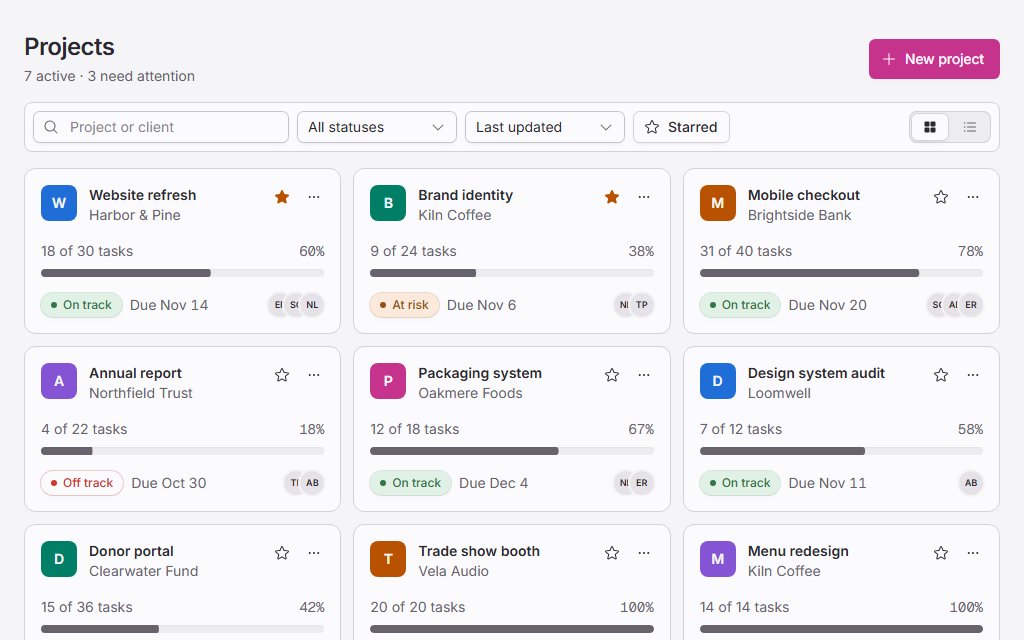 Projects
7 active · 3 need attention
New project
Project or client
All statuses
Last updated
Starred
W
Website refresh
Harbor & Pine
18 of 30 tasks
60%
On track
Due Nov 14
NL
B
Brand identity
Kiln Coffee
9 of 24 tasks
38%
At risk
Due Nov 6
TP
M
Mobile checkout
Brightside Bank
31 of 40 tasks
78%
On track
Due Nov 20
ER
A
Annual report
Northfield Trust
4 of 22 tasks
18%
Off track
Due Oct 30
AB
P
Packaging system
Oakmere Foods
12 of 18 tasks
67%
On track
Due Dec 4
ER
D
Design system audit
Loomwell
7 of 12 tasks
58%
On track
Due Nov 11
AB
D
Donor portal
Clearwater Fund
15 of 36 tasks
42%
T
Trade show booth
Vela Audio
20 of 20 tasks
100%
M
Menu redesign
Kiln Coffee
14 of 14 tasks
100%